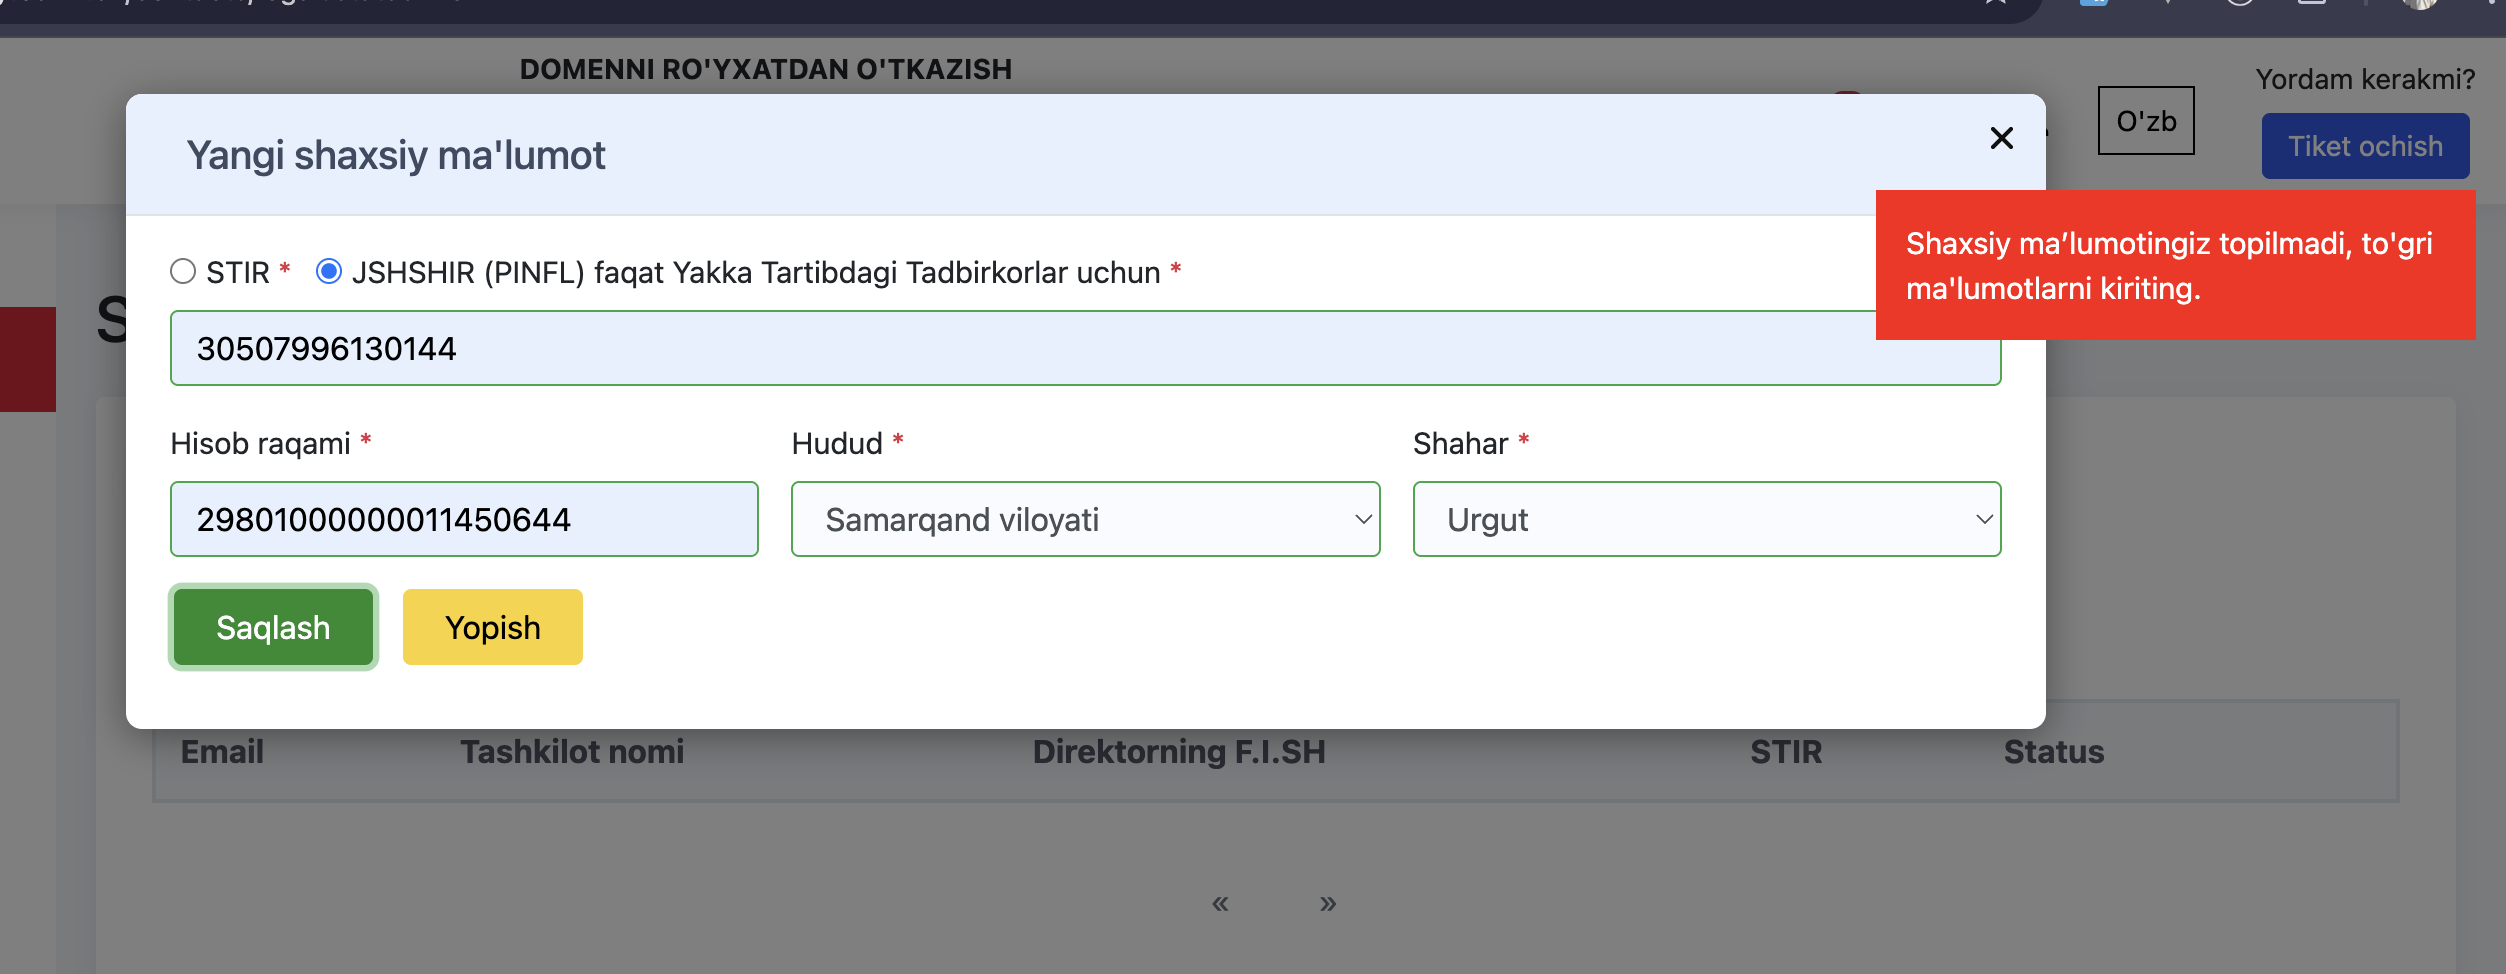 DOMENNI RO'YXATDAN O'TKAZISH
Yordam kerakmi?
O'zb
Tiket ochish
Yangi shaxsiy ma'lumot
Shaxsiy maʼlumotingiz topilmadi, to'gri
ma'lumotlarni kiriting.
STIR * JSHSHIR (PINFL) faqat Yakka Tartibdagi Tadbirkorlar uchun *
30507996130144
Hisob raqami * Hudud * Shahar *
29801000000011450644 Samarqand viloyati Urgut
Saqlash Yopish
Email Tashkilot nomi Direktorning F.I.SH STIR Status
« »